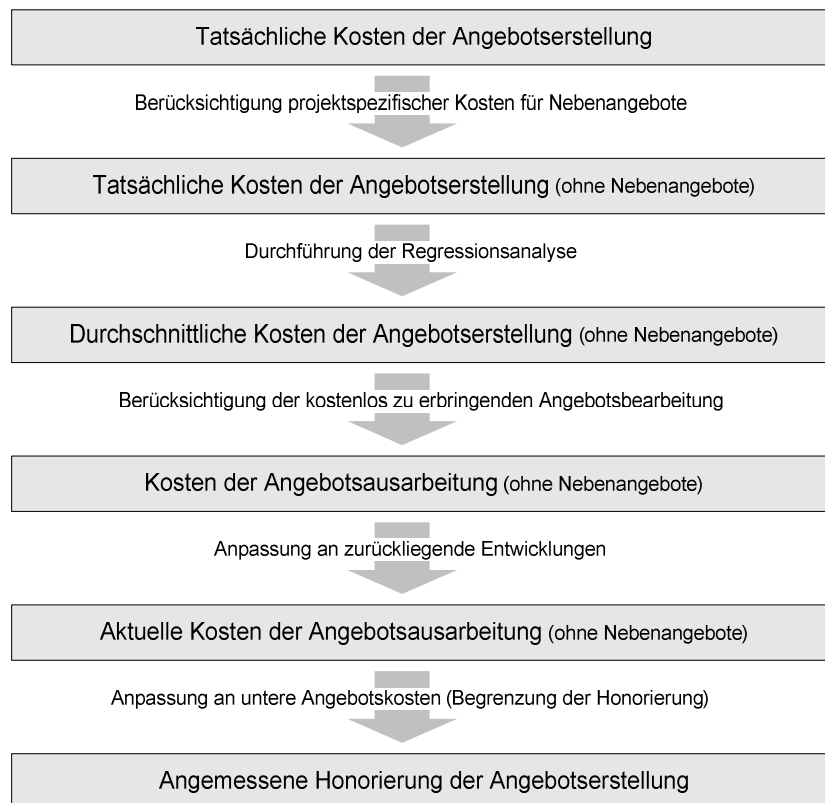 Tatsächliche Kosten der Angebotserstellung
Berücksichtigung projektspezifischer Kosten für Nebenangebote
Tatsächliche Kosten der Angebotserstellung (ohne Nebenangebote)
Durchführung der Regressionsanalyse
Durchschnittliche Kosten der Angebotserstellung (ohne Nebenangebote)
Berücksichtigung der kostenlos zu erbringenden Angebotsbearbeitung
Kosten der Angebotsausarbeitung (ohne Nebenangebote)
Anpassung an zurückliegende Entwicklungen
Aktuelle Kosten der Angebotsausarbeitung (ohne Nebenangebote)
Anpassung an untere Angebotskosten (Begrenzung der Honorierung)
Angemessene Honorierung der Angebotserstellung